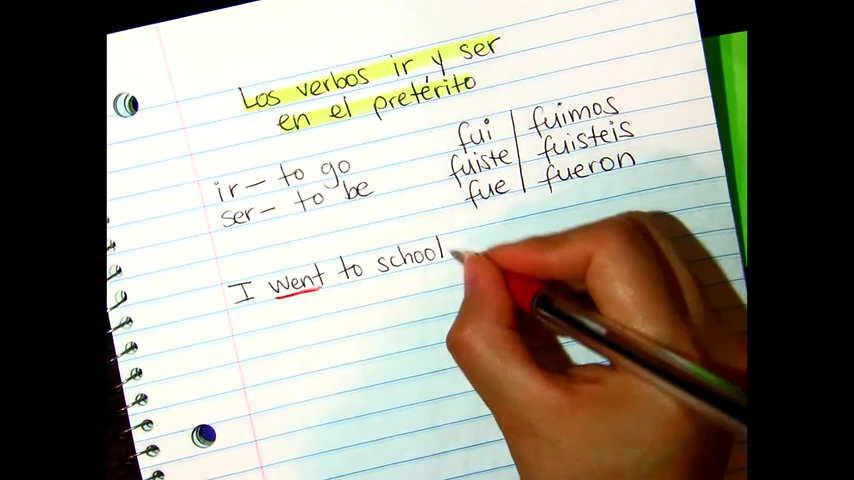 Los verbos ir y ser
en el pretérito
ir – to go
ser – to be
fui | fuimos
fuiste | fuisteis
fue | fueron
I went to school